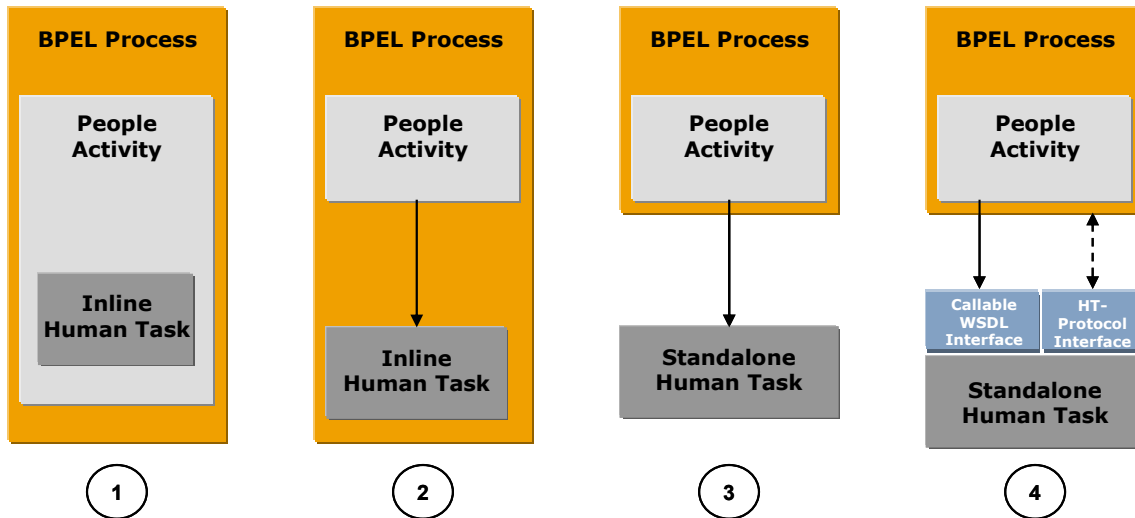 BPEL Process
People
Activity
Inline
Human Task
1
BPEL Process
People
Activity
Inline
Human Task
2
BPEL Process
People
Activity
Standalone
Human Task
3
BPEL Process
People
Activity
Callable
WSDL
Interface
HT-
Protocol
Interface
Standalone
Human Task
4